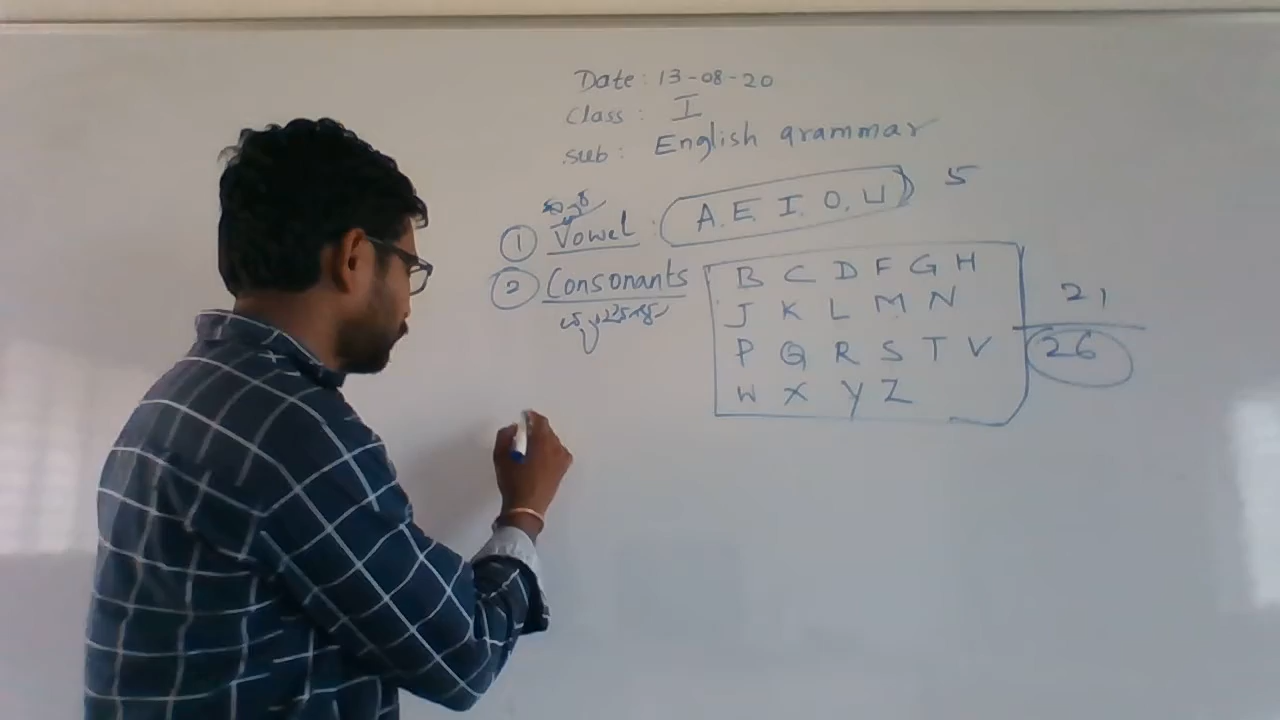 Date: 13-08-20
Class: I
Sub: English grammar
① Vowel: A. E. I. O. U 5
② Consonants B C D F G H
J K L M N 21
P Q R S T V 26
W X Y Z